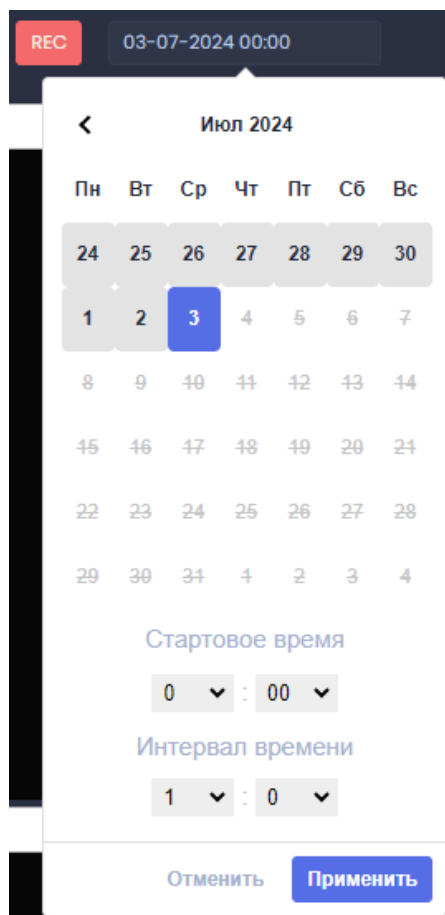 REC 03-07-2024 00:00
Июл 2024
Пн Вт Ср Чт Пт Сб Вс
24 25 26 27 28 29 30
1 2 3 4 5 6 7
8 9 10 11 12 13 14
15 16 17 18 19 20 21
22 23 24 25 26 27 28
29 30 31 1 2 3 4
Стартовое время
0 : 00
Интервал времени
1 : 0
Отменить Применить